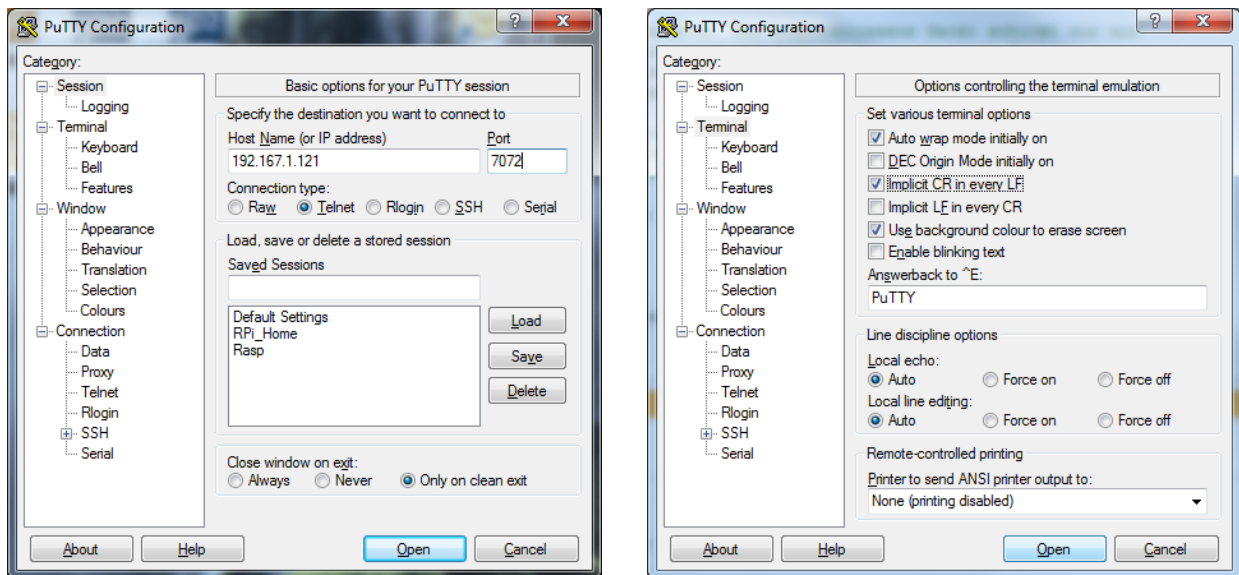 PuTTY Configuration
?
X
Category:
Session
Logging
Terminal
Keyboard
Bell
Features
Window
Appearance
Behaviour
Translation
Selection
Colours
Connection
Data
Proxy
Telnet
Rlogin
SSH
Serial
Basic options for your PuTTY session
Specify the destination you want to connect to
Host Name (or IP address) Port
192.167.1.121 7072
Connection type:
Raw Telnet Rlogin SSH Serial
Load, save or delete a stored session
Saved Sessions
Default Settings
RPi_Home
Rasp
Load
Save
Delete
Close window on exit:
Always Never Only on clean exit
About Help Open Cancel
PuTTY Configuration
?
X
Category:
Session
Logging
Terminal
Keyboard
Bell
Features
Window
Appearance
Behaviour
Translation
Selection
Colours
Connection
Data
Proxy
Telnet
Rlogin
SSH
Serial
Options controlling the terminal emulation
Set various terminal options
Auto wrap mode initially on
DEC Origin Mode initially on
Implicit CR in every LF
Implicit LF in every CR
Use background colour to erase screen
Enable blinking text
Answerback to ^E:
PuTTY
Line discipline options
Local echo:
Auto Force on Force off
Local line editing:
Auto Force on Force off
Remote-controlled printing
Printer to send ANSI printer output to:
None (printing disabled)
About Help Open Cancel